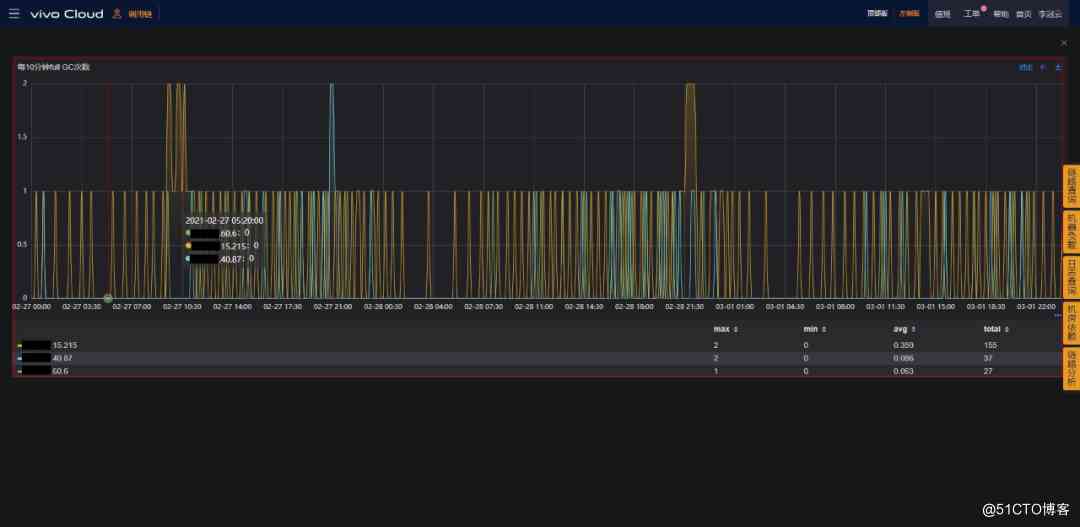 vivo Cloud
调用链
值班
工单
帮助
首页
每10分钟full GC次数
对比
2
1.5
1
0.5
0
2021-02-27 05:20:00
.60.6: 0
15.215: 0
.40.87: 0
02-27 00:00 02-27 03:30 02-27 07:00 02-27 10:30 02-27 14:00 02-27 17:30 02-27 21:00 02-28 00:30 02-28 04:00 02-28 07:30 02-28 11:00 02-28 14:30 02-28 18:00 02-28 21:30 03-01 01:00 03-01 04:30 03-01 08:00 03-01 11:30 03-01 15:00 03-01 18:30 03-01 22:00
max min avg total
15.215 2 0 0.359 155
.40.87 2 0 0.086 37
60.6 1 0 0.063 27
链路查询
机器负载
日志查询
机房依赖
链路分析
@51CTO博客